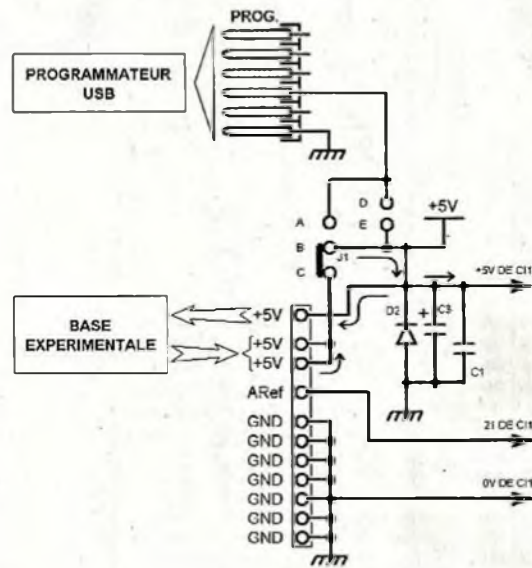 PROG.
PROGRAMMATEUR
USB
D
+5V
A
E
B
J1
C
+5V DE CI1
+5V
D2
+
C3
BASE
EXPERIMENTALE
+5V
+5V
C1
ARef
GND
21 DE CI1
GND
GND
GND
GND
0V DE CI1
GND
GND